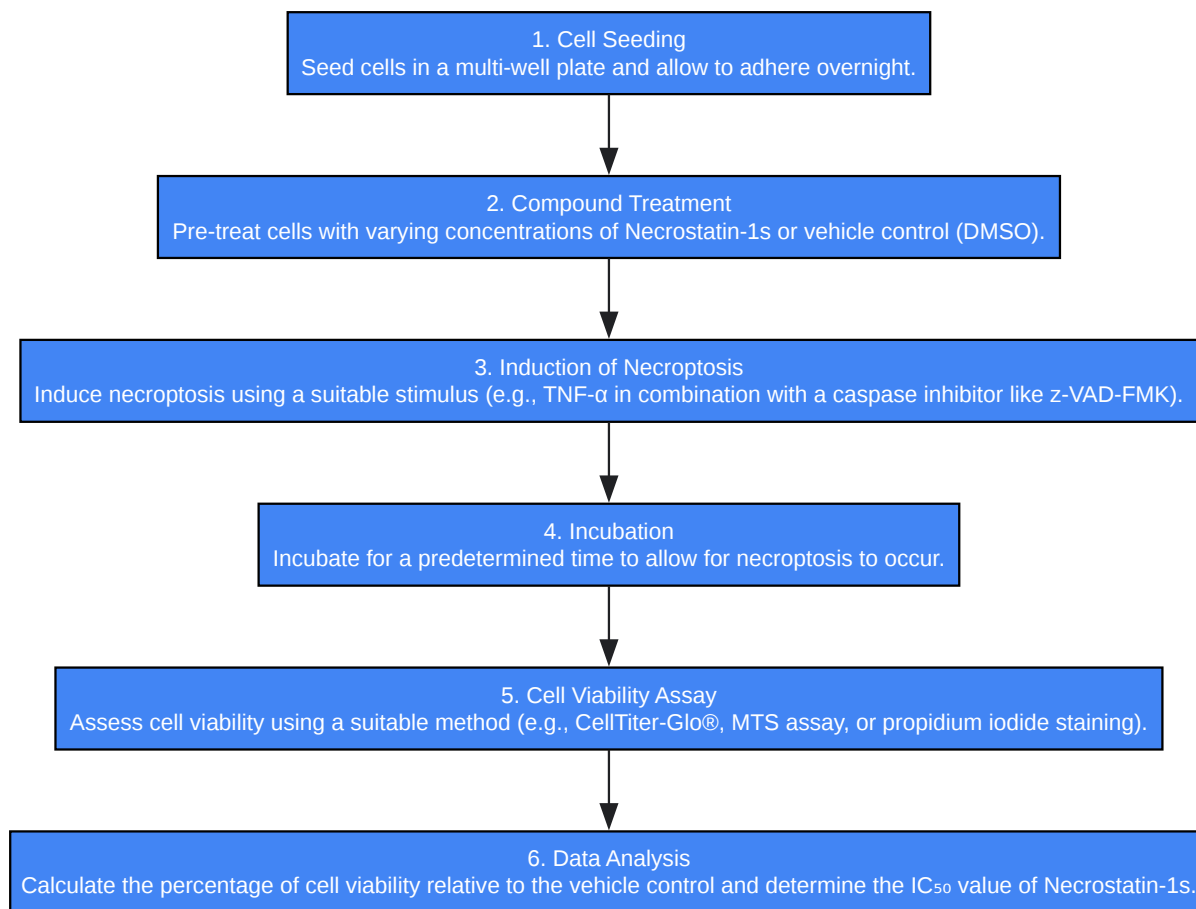 1. Cell Seeding
Seed cells in a multi-well plate and allow to adhere overnight.
2. Compound Treatment
Pre-treat cells with varying concentrations of Necrostatin-1s or vehicle control (DMSO).
3. Induction of Necroptosis
Induce necroptosis using a suitable stimulus (e.g., TNF-α in combination with a caspase inhibitor like z-VAD-FMK).
4. Incubation
Incubate for a predetermined time to allow for necroptosis to occur.
5. Cell Viability Assay
Assess cell viability using a suitable method (e.g., CellTiter-Glo®, MTS assay, or propidium iodide staining).
6. Data Analysis
Calculate the percentage of cell viability relative to the vehicle control and determine the IC₅₀ value of Necrostatin-1s.